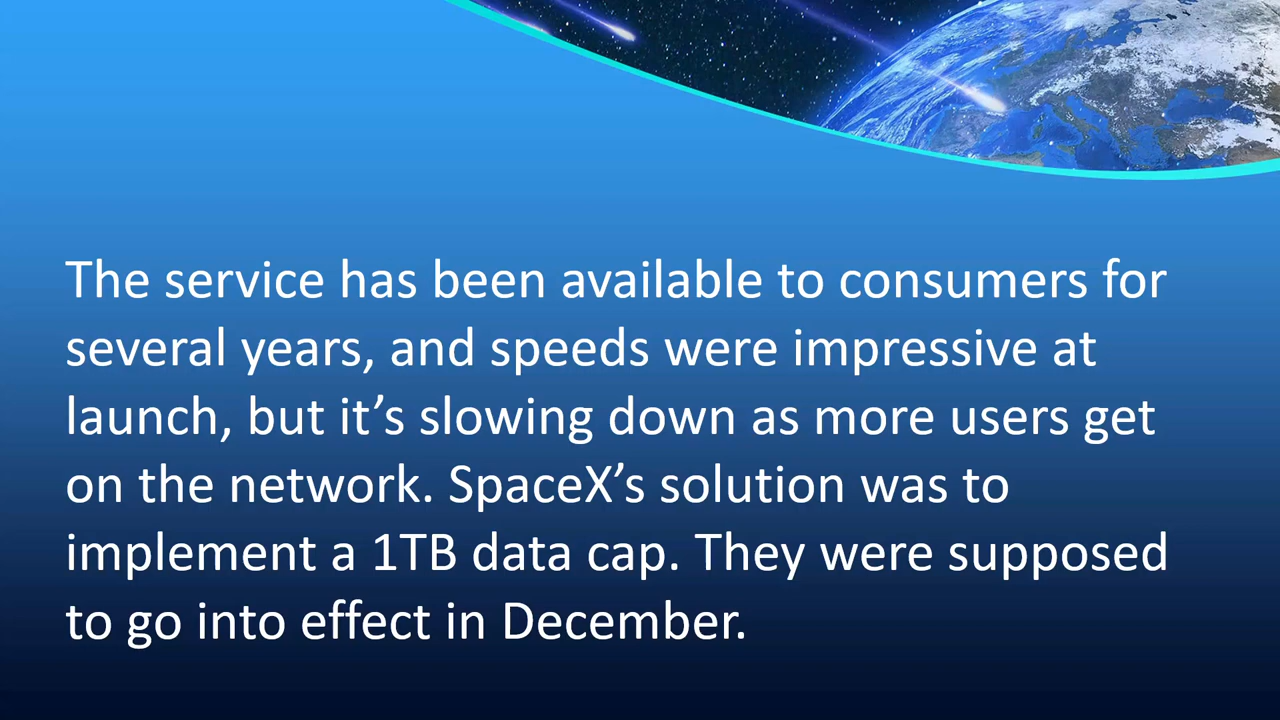 The service has been available to consumers for
several years, and speeds were impressive at
launch, but it’s slowing down as more users get
on the network. SpaceX’s solution was to
implement a 1TB data cap. They were supposed
to go into effect in December.